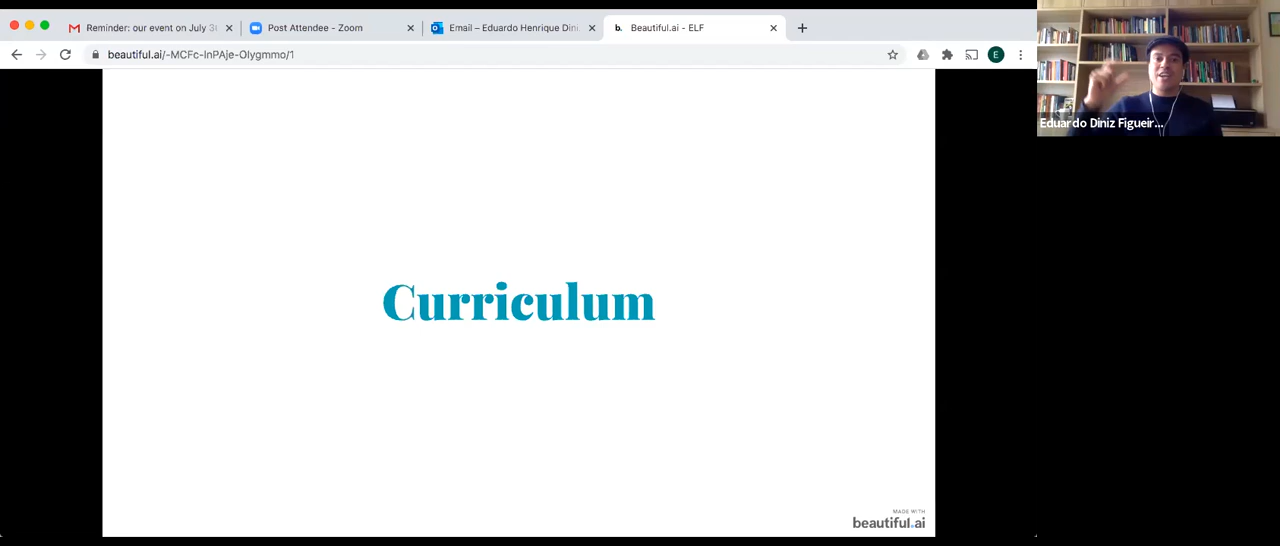 Reminder: our event on July 30
Post Attendee - Zoom
Email – Eduardo Henrique Dini
Beautiful.ai - ELF
beautiful.ai/-MCFc-InPAje-Olygmmo/1
E
Eduardo Diniz Figueir...
Curriculum
MADE WITH
beautiful.ai